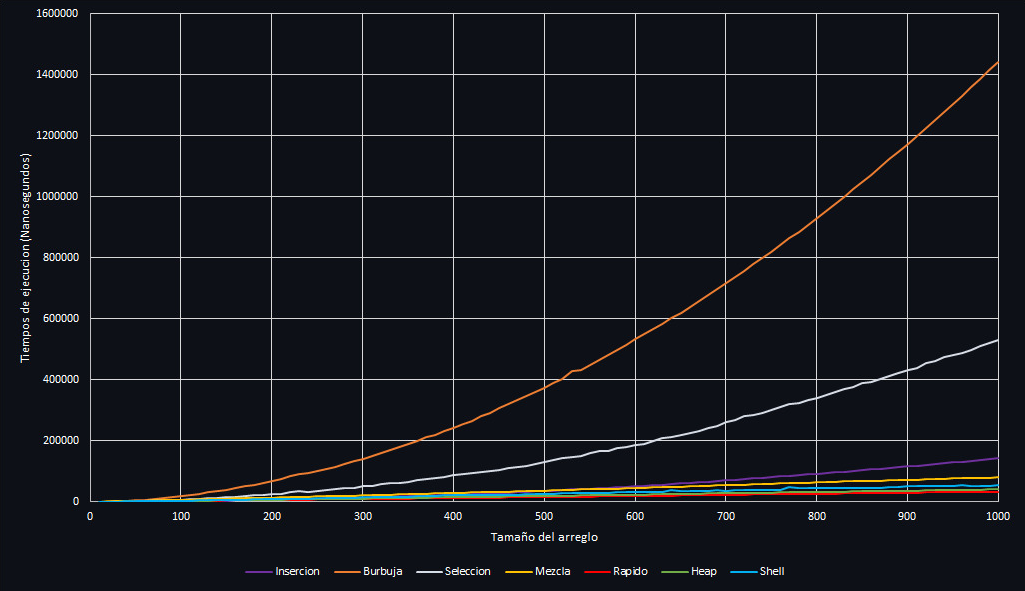 1600000
1400000
1200000
1000000
800000
600000
400000
200000
0
Tiempos de ejecucion (Nanosegundos)
0 100 200 300 400 500 600 700 800 900 1000
Tamaño del arreglo
Insercion Burbuja Seleccion Mezcla Rapido Heap Shell